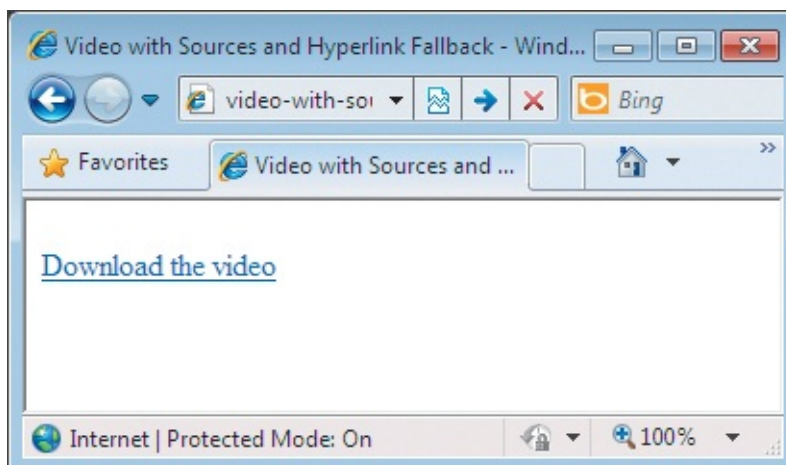 Video with Sources and Hyperlink Fallback - Wind...
video-with-sou
Bing
Favorites
Video with Sources and ...
»
Download the video
Internet | Protected Mode: On
100%